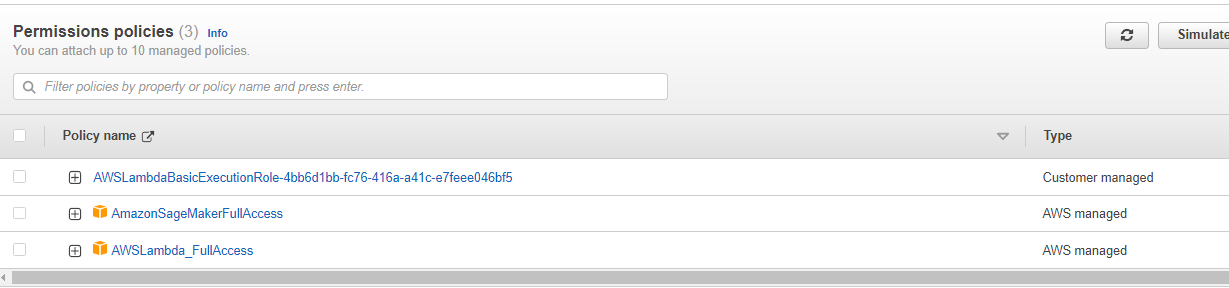 Permissions policies (3) Info
You can attach up to 10 managed policies.
Simulate
Filter policies by property or policy name and press enter.
Policy name Type
AWSLambdaBasicExecutionRole-4bb6d1bb-fc76-416a-a41c-e7feee046bf5 Customer managed
AmazonSageMakerFullAccess AWS managed
AWSLambda_FullAccess AWS managed